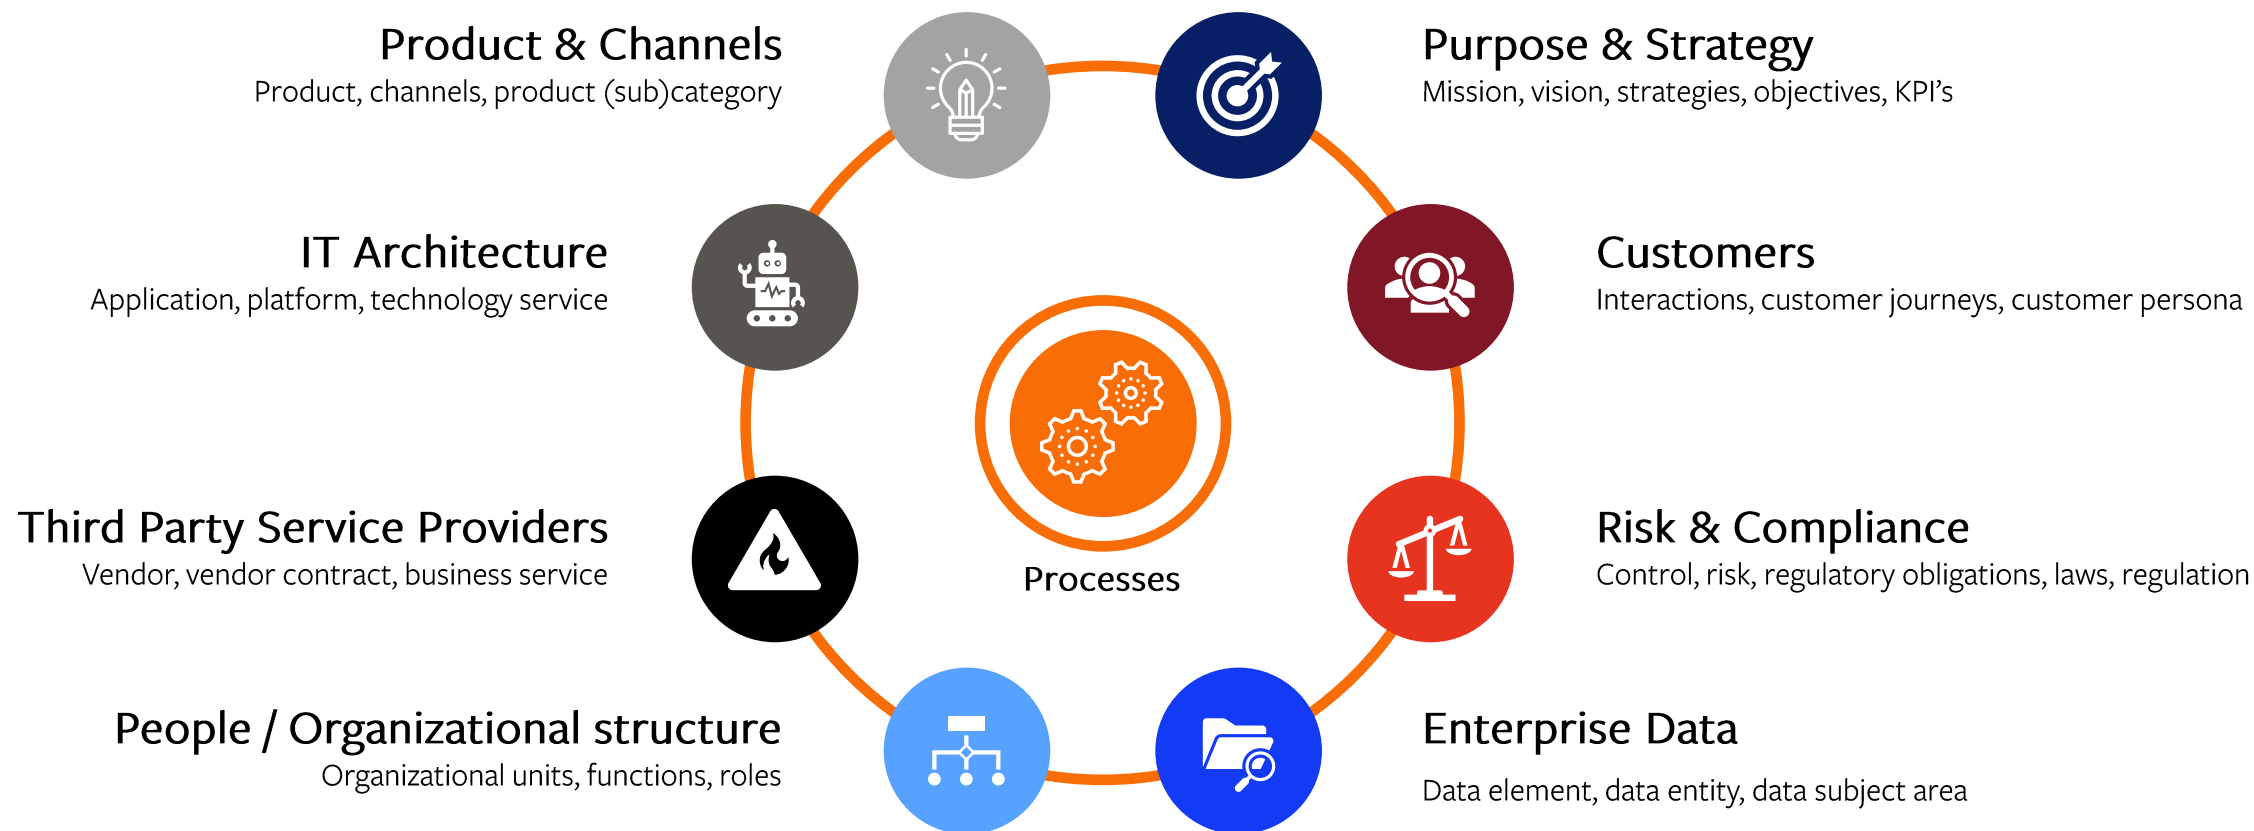 Product & Channels
Product, channels, product (sub)category
Purpose & Strategy
Mission, vision, strategies, objectives, KPI's
IT Architecture
Application, platform, technology service
Customers
Interactions, customer journeys, customer persona
Third Party Service Providers
Vendor, vendor contract, business service
Processes
Risk & Compliance
Control, risk, regulatory obligations, laws, regulation
People / Organizational structure
Organizational units, functions, roles
Enterprise Data
Data element, data entity, data subject area